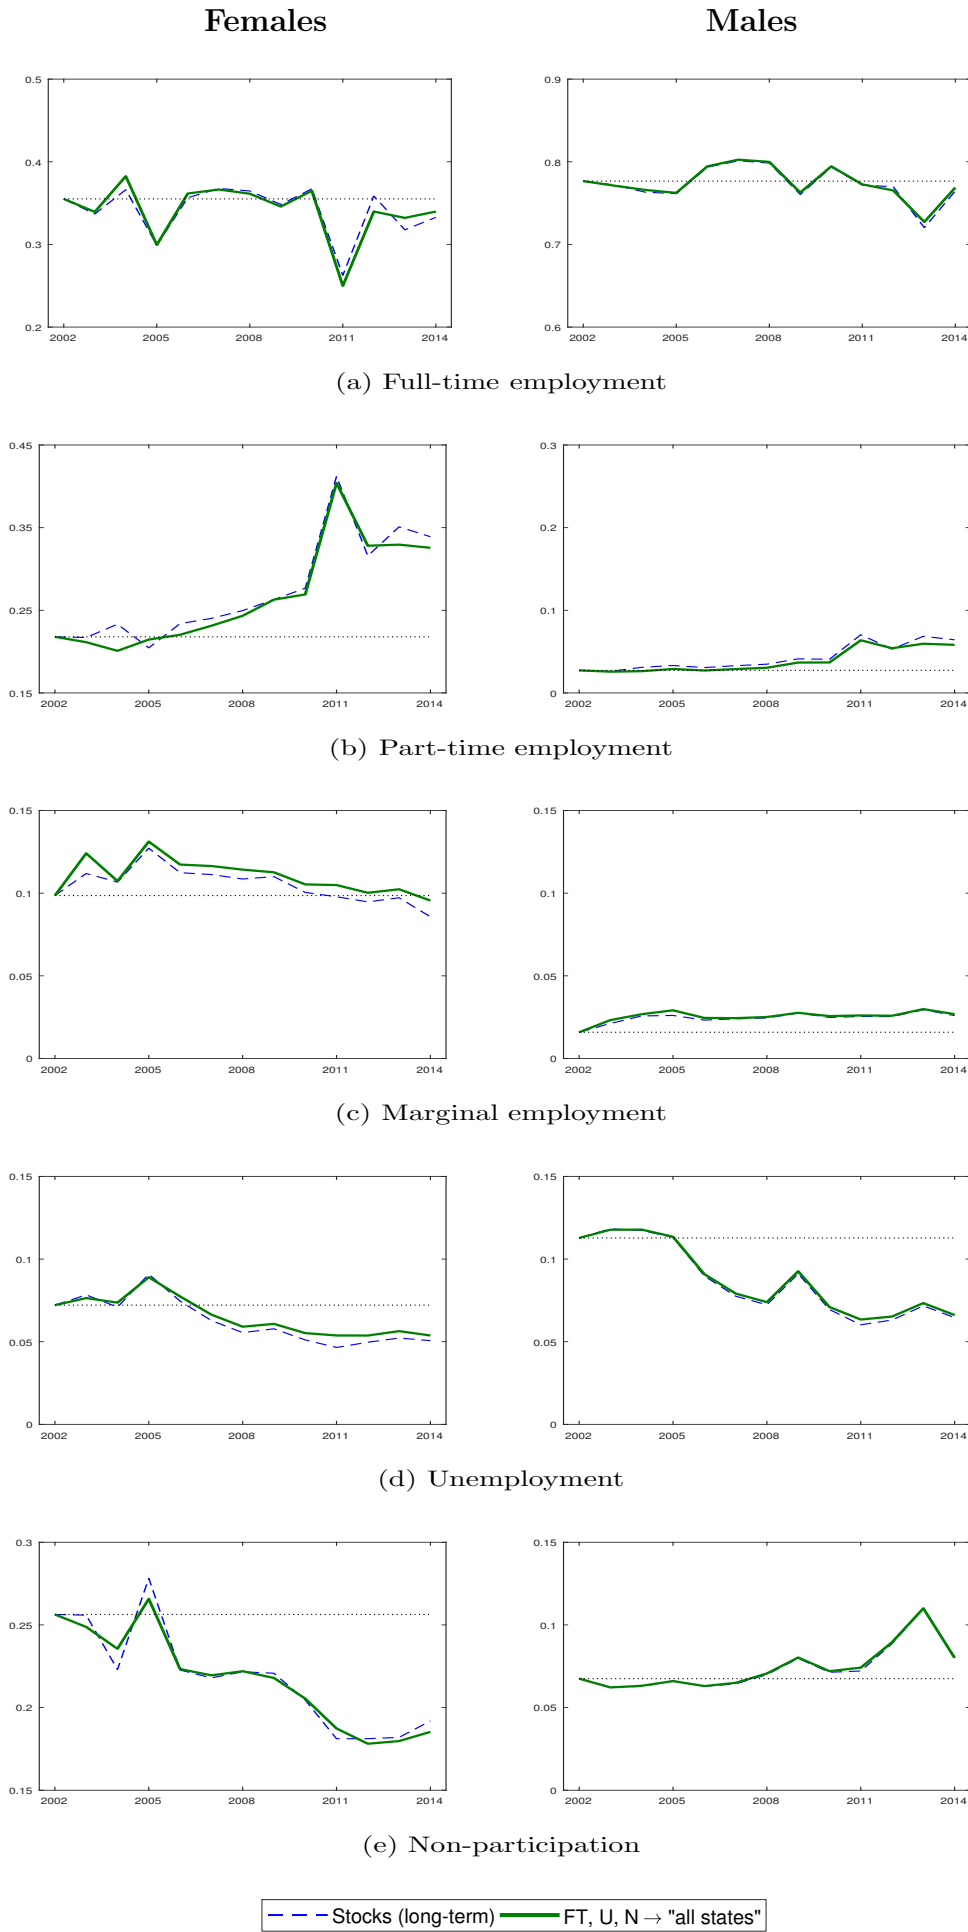 Females Males
0.5 0.9
0.4 0.8
0.3 0.7
0.2 0.6
2002 2005 2008 2011 2014 2002 2005 2008 2011 2014
(a) Full-time employment
0.45 0.3
0.35 0.2
0.25 0.1
0.15 0
2002 2005 2008 2011 2014 2002 2005 2008 2011 2014
(b) Part-time employment
0.15 0.15
0.1 0.1
0.05 0.05
0 0
2002 2005 2008 2011 2014 2002 2005 2008 2011 2014
(c) Marginal employment
0.15 0.15
0.1 0.1
0.05 0.05
0 0
2002 2005 2008 2011 2014 2002 2005 2008 2011 2014
(d) Unemployment
0.3 0.15
0.25 0.1
0.2 0.05
0.15 0
2002 2005 2008 2011 2014 2002 2005 2008 2011 2014
(e) Non-participation
Stocks (long-term) FT, U, N → "all states"